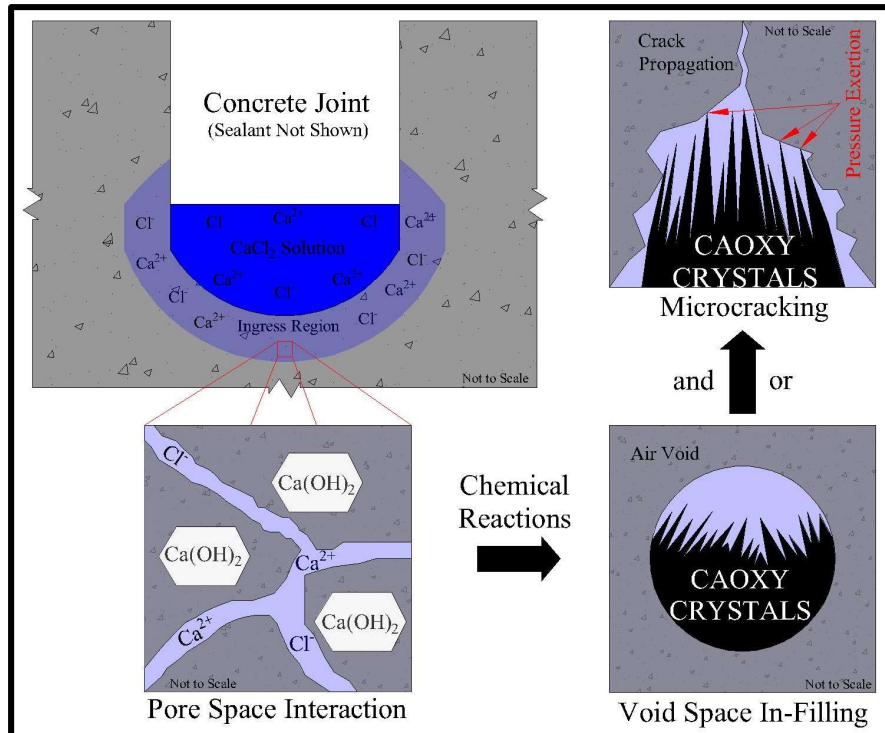 Concrete Joint
(Sealant Not Shown)
Cl⁻ Ca²⁺ Cl⁻
CaCl₂ Solution
Ca²⁺ Ca²⁺
Cl⁻
Cl⁻ Ca²⁺
Ca²⁺ Cl⁻
Cl⁻ Ca²⁺
Ca²⁺ Cl⁻
Ingress Region
Not to Scale
Cl⁻
Ca(OH)₂
Ca(OH)₂
Ca²⁺
Ca(OH)₂
Ca²⁺
Cl⁻
Not to Scale
Pore Space Interaction
Chemical
Reactions
Air Void
CAOXY
CRYSTALS
Not to Scale
Void Space In-Filling
and or
Not to Scale
Crack
Propagation
Pressure Exertion
CAOXY
CRYSTALS
Microcracking